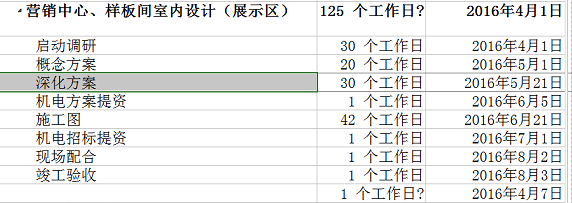 营销中心、样板间室内设计（展示区） 125 个工作日? 2016年4月1日
启动调研 30 个工作日 2016年4月1日
概念方案 20 个工作日 2016年5月1日
深化方案 30 个工作日 2016年5月21日
机电方案提资 1 个工作日 2016年6月5日
施工图 42 个工作日 2016年6月21日
机电招标提资 1 个工作日 2016年7月1日
现场配合 1 个工作日 2016年8月2日
竣工验收 1 个工作日 2016年8月3日
1 个工作日? 2016年4月7日